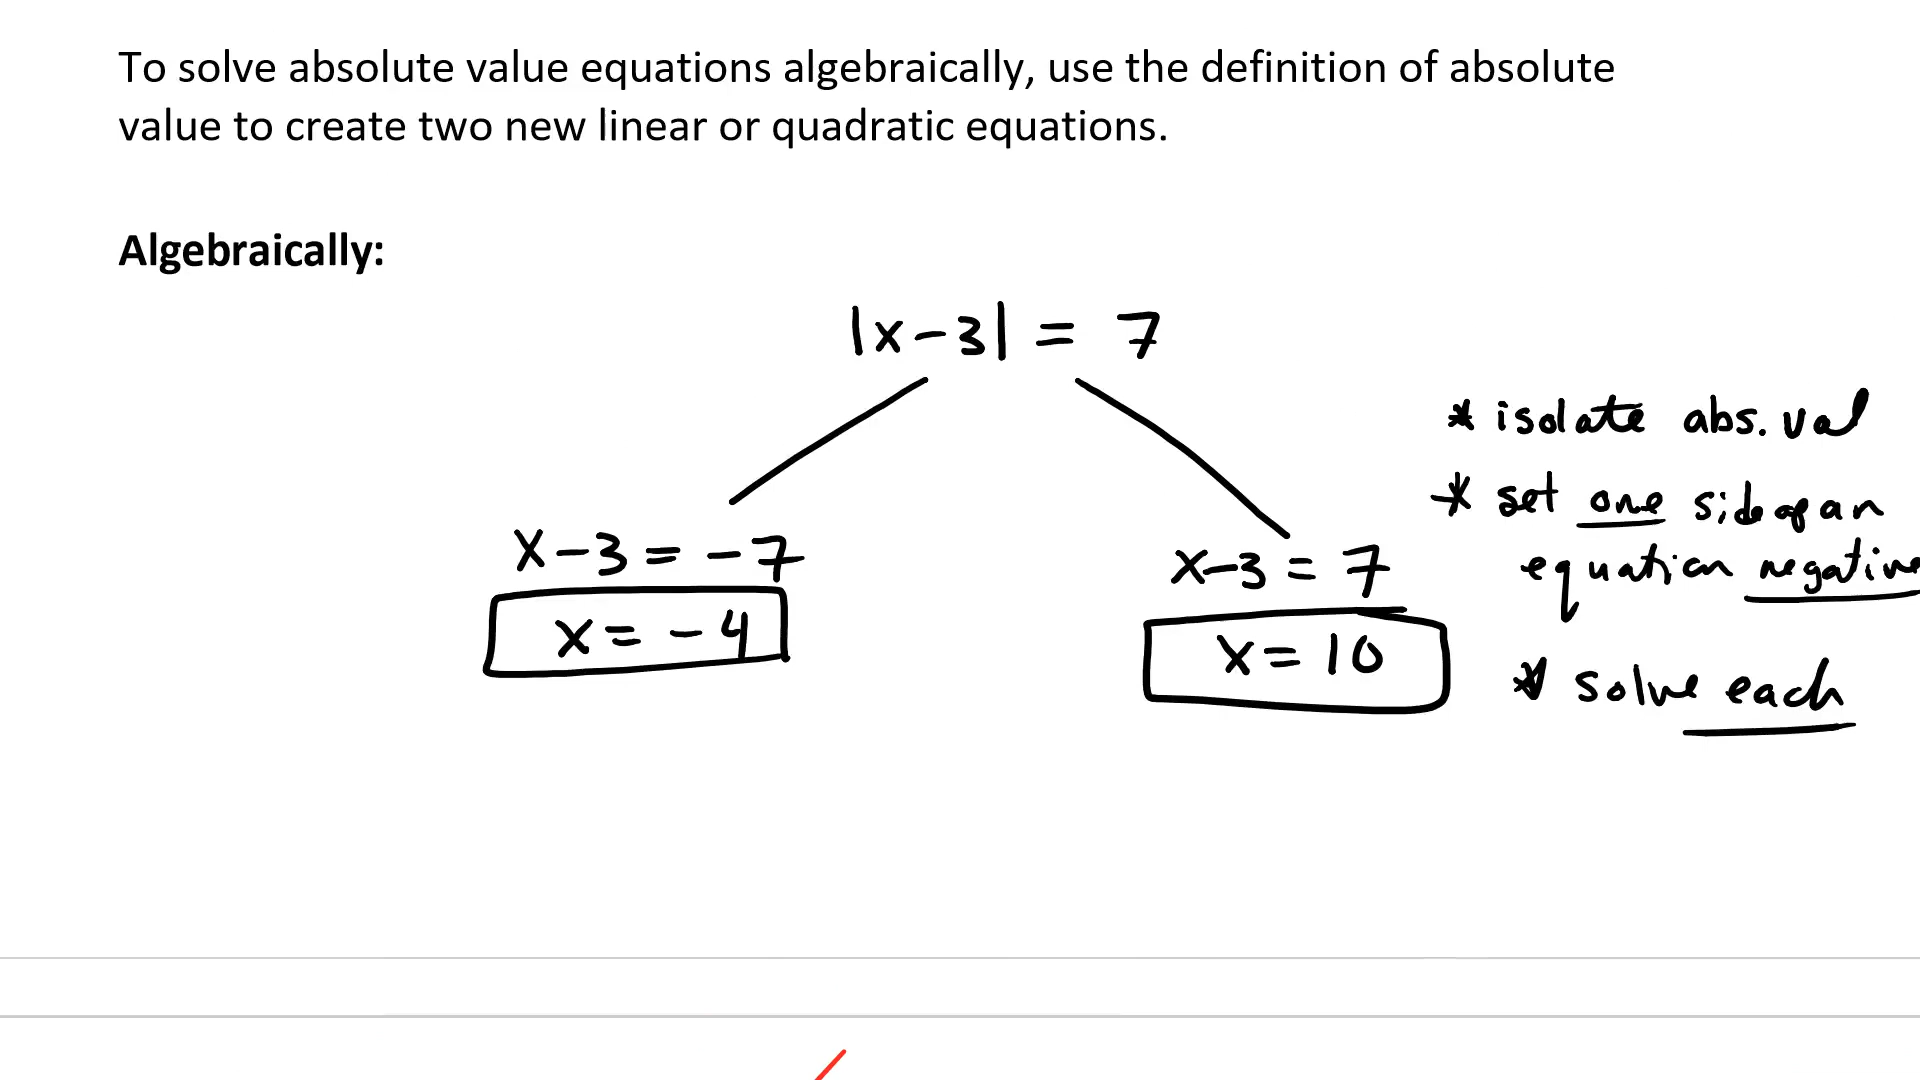 To solve absolute value equations algebraically, use the definition of absolute
value to create two new linear or quadratic equations.
Algebraically:
|x-3| = 7
x-3 = -7
x = -4
x-3 = 7
x = 10
* isolate abs. val
* set one side of an
equation negative
* solve each